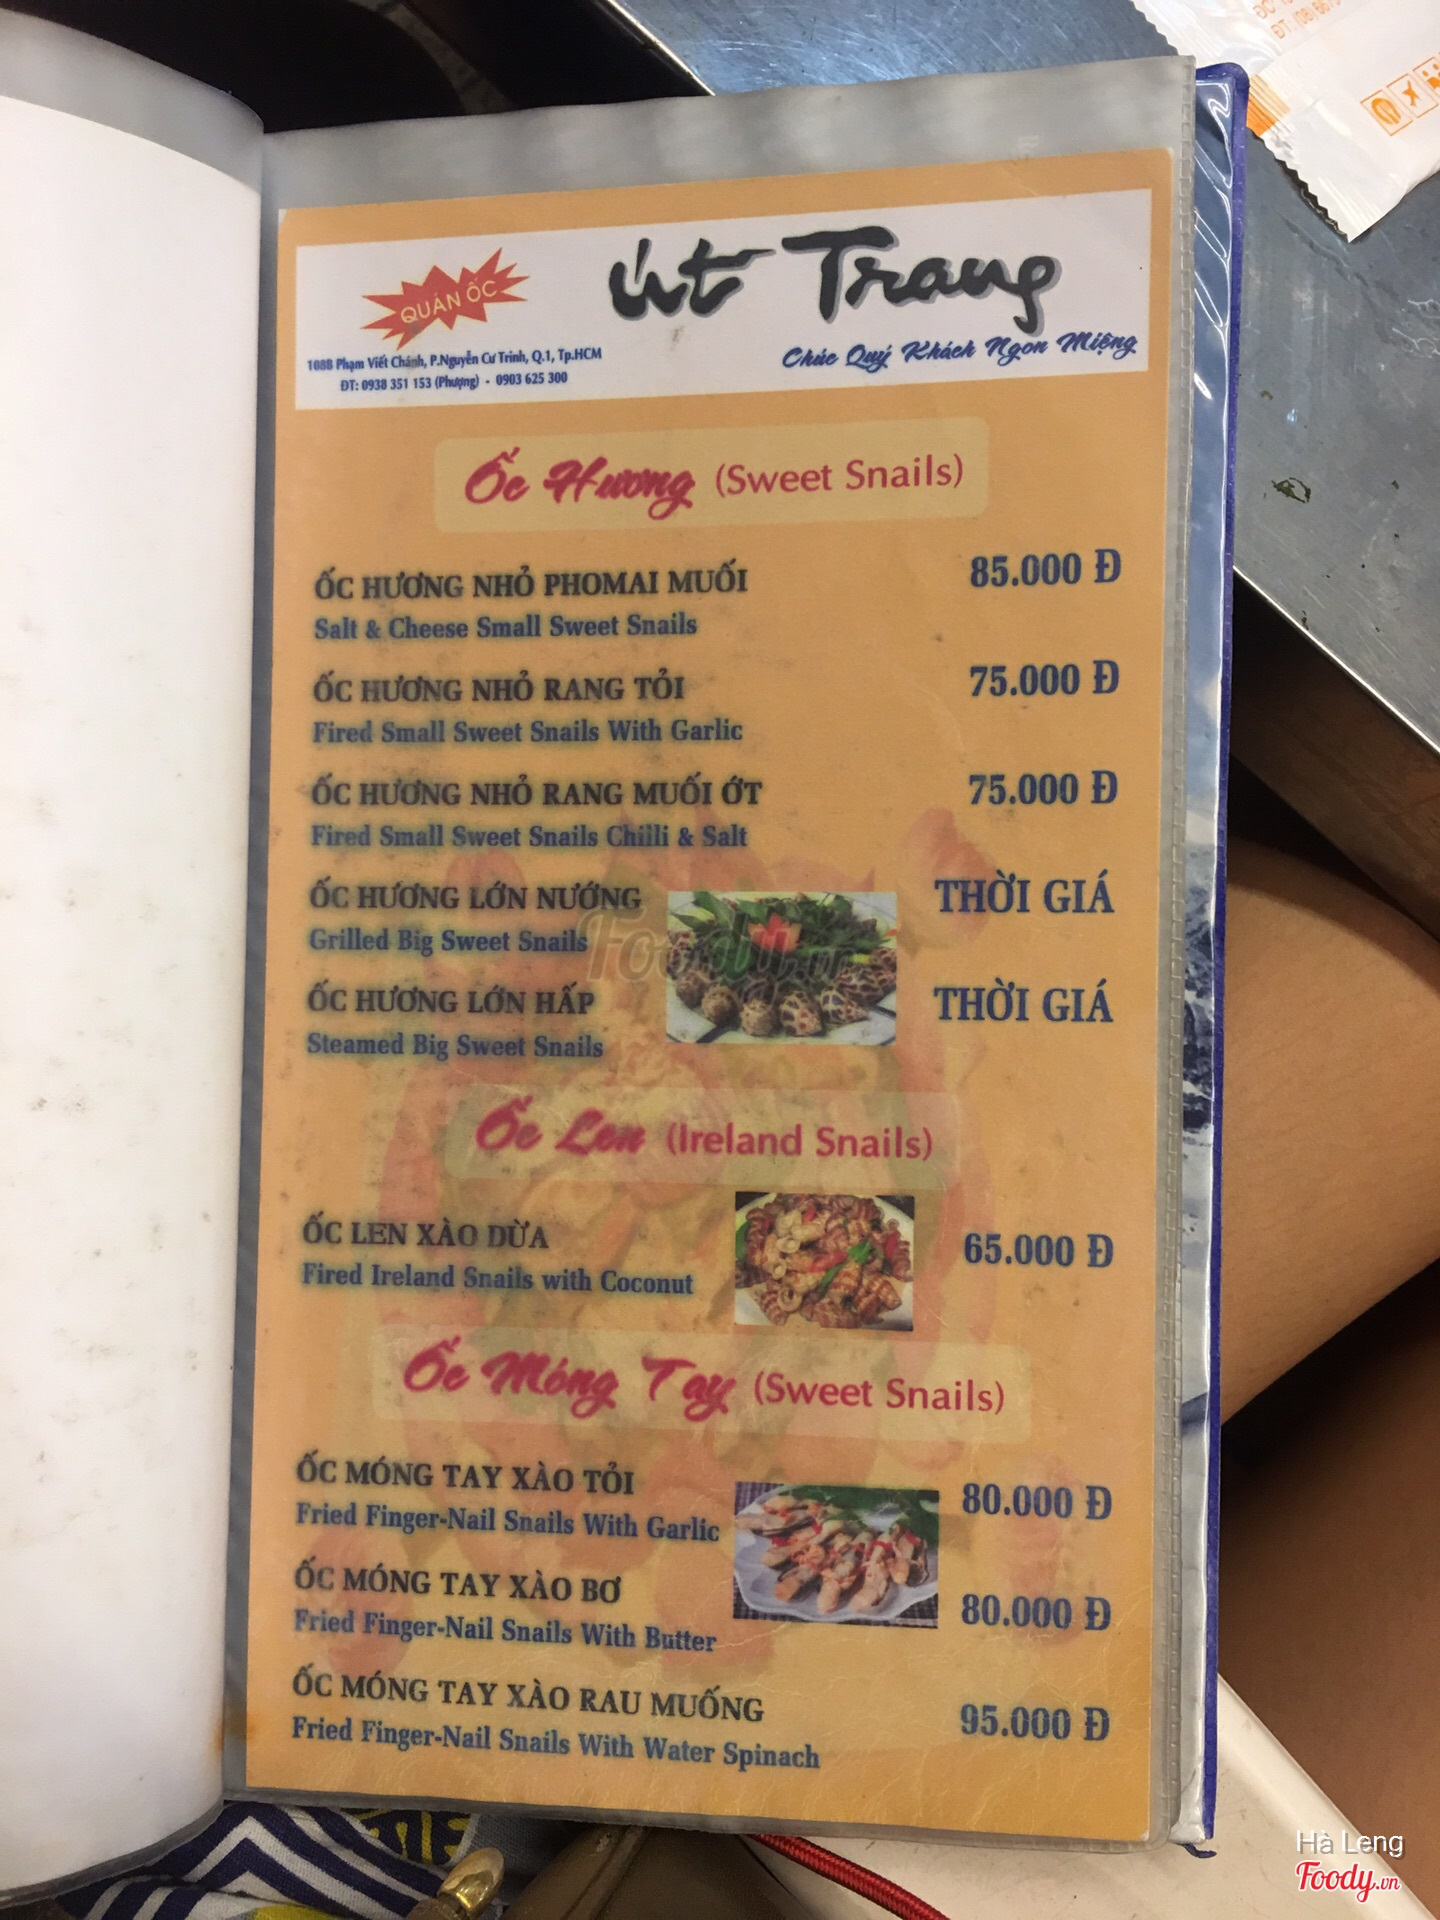 QUÁN ỐC
Út Trang
108B Phạm Viết Chánh, P.Nguyễn Cư Trinh, Q.1, Tp.HCM
ĐT: 0938 351 153 (Phượng) - 0903 625 300
Chúc Quý Khách Ngon Miệng
Ốc Hương (Sweet Snails)
ỐC HƯƠNG NHỎ PHOMAI MUỐI 85.000 Đ
Salt & Cheese Small Sweet Snails
ỐC HƯƠNG NHỎ RANG TỎI 75.000 Đ
Fired Small Sweet Snails With Garlic
ỐC HƯƠNG NHỎ RANG MUỐI ỚT 75.000 Đ
Fired Small Sweet Snails Chilli & Salt
ỐC HƯƠNG LỚN NƯỚNG THỜI GIÁ
Grilled Big Sweet Snails
Foody.vn
ỐC HƯƠNG LỚN HẤP THỜI GIÁ
Steamed Big Sweet Snails
Ốc Len (Ireland Snails)
ỐC LEN XÀO DỪA 65.000 Đ
Fired Ireland Snails with Coconut
Ốc Móng Tay (Sweet Snails)
ỐC MÓNG TAY XÀO TỎI 80.000 Đ
Fried Finger-Nail Snails With Garlic
ỐC MÓNG TAY XÀO BƠ 80.000 Đ
Fried Finger-Nail Snails With Butter
ỐC MÓNG TAY XÀO RAU MUỐNG 95.000 Đ
Fried Finger-Nail Snails With Water Spinach
Hà Leng
Foody.vn